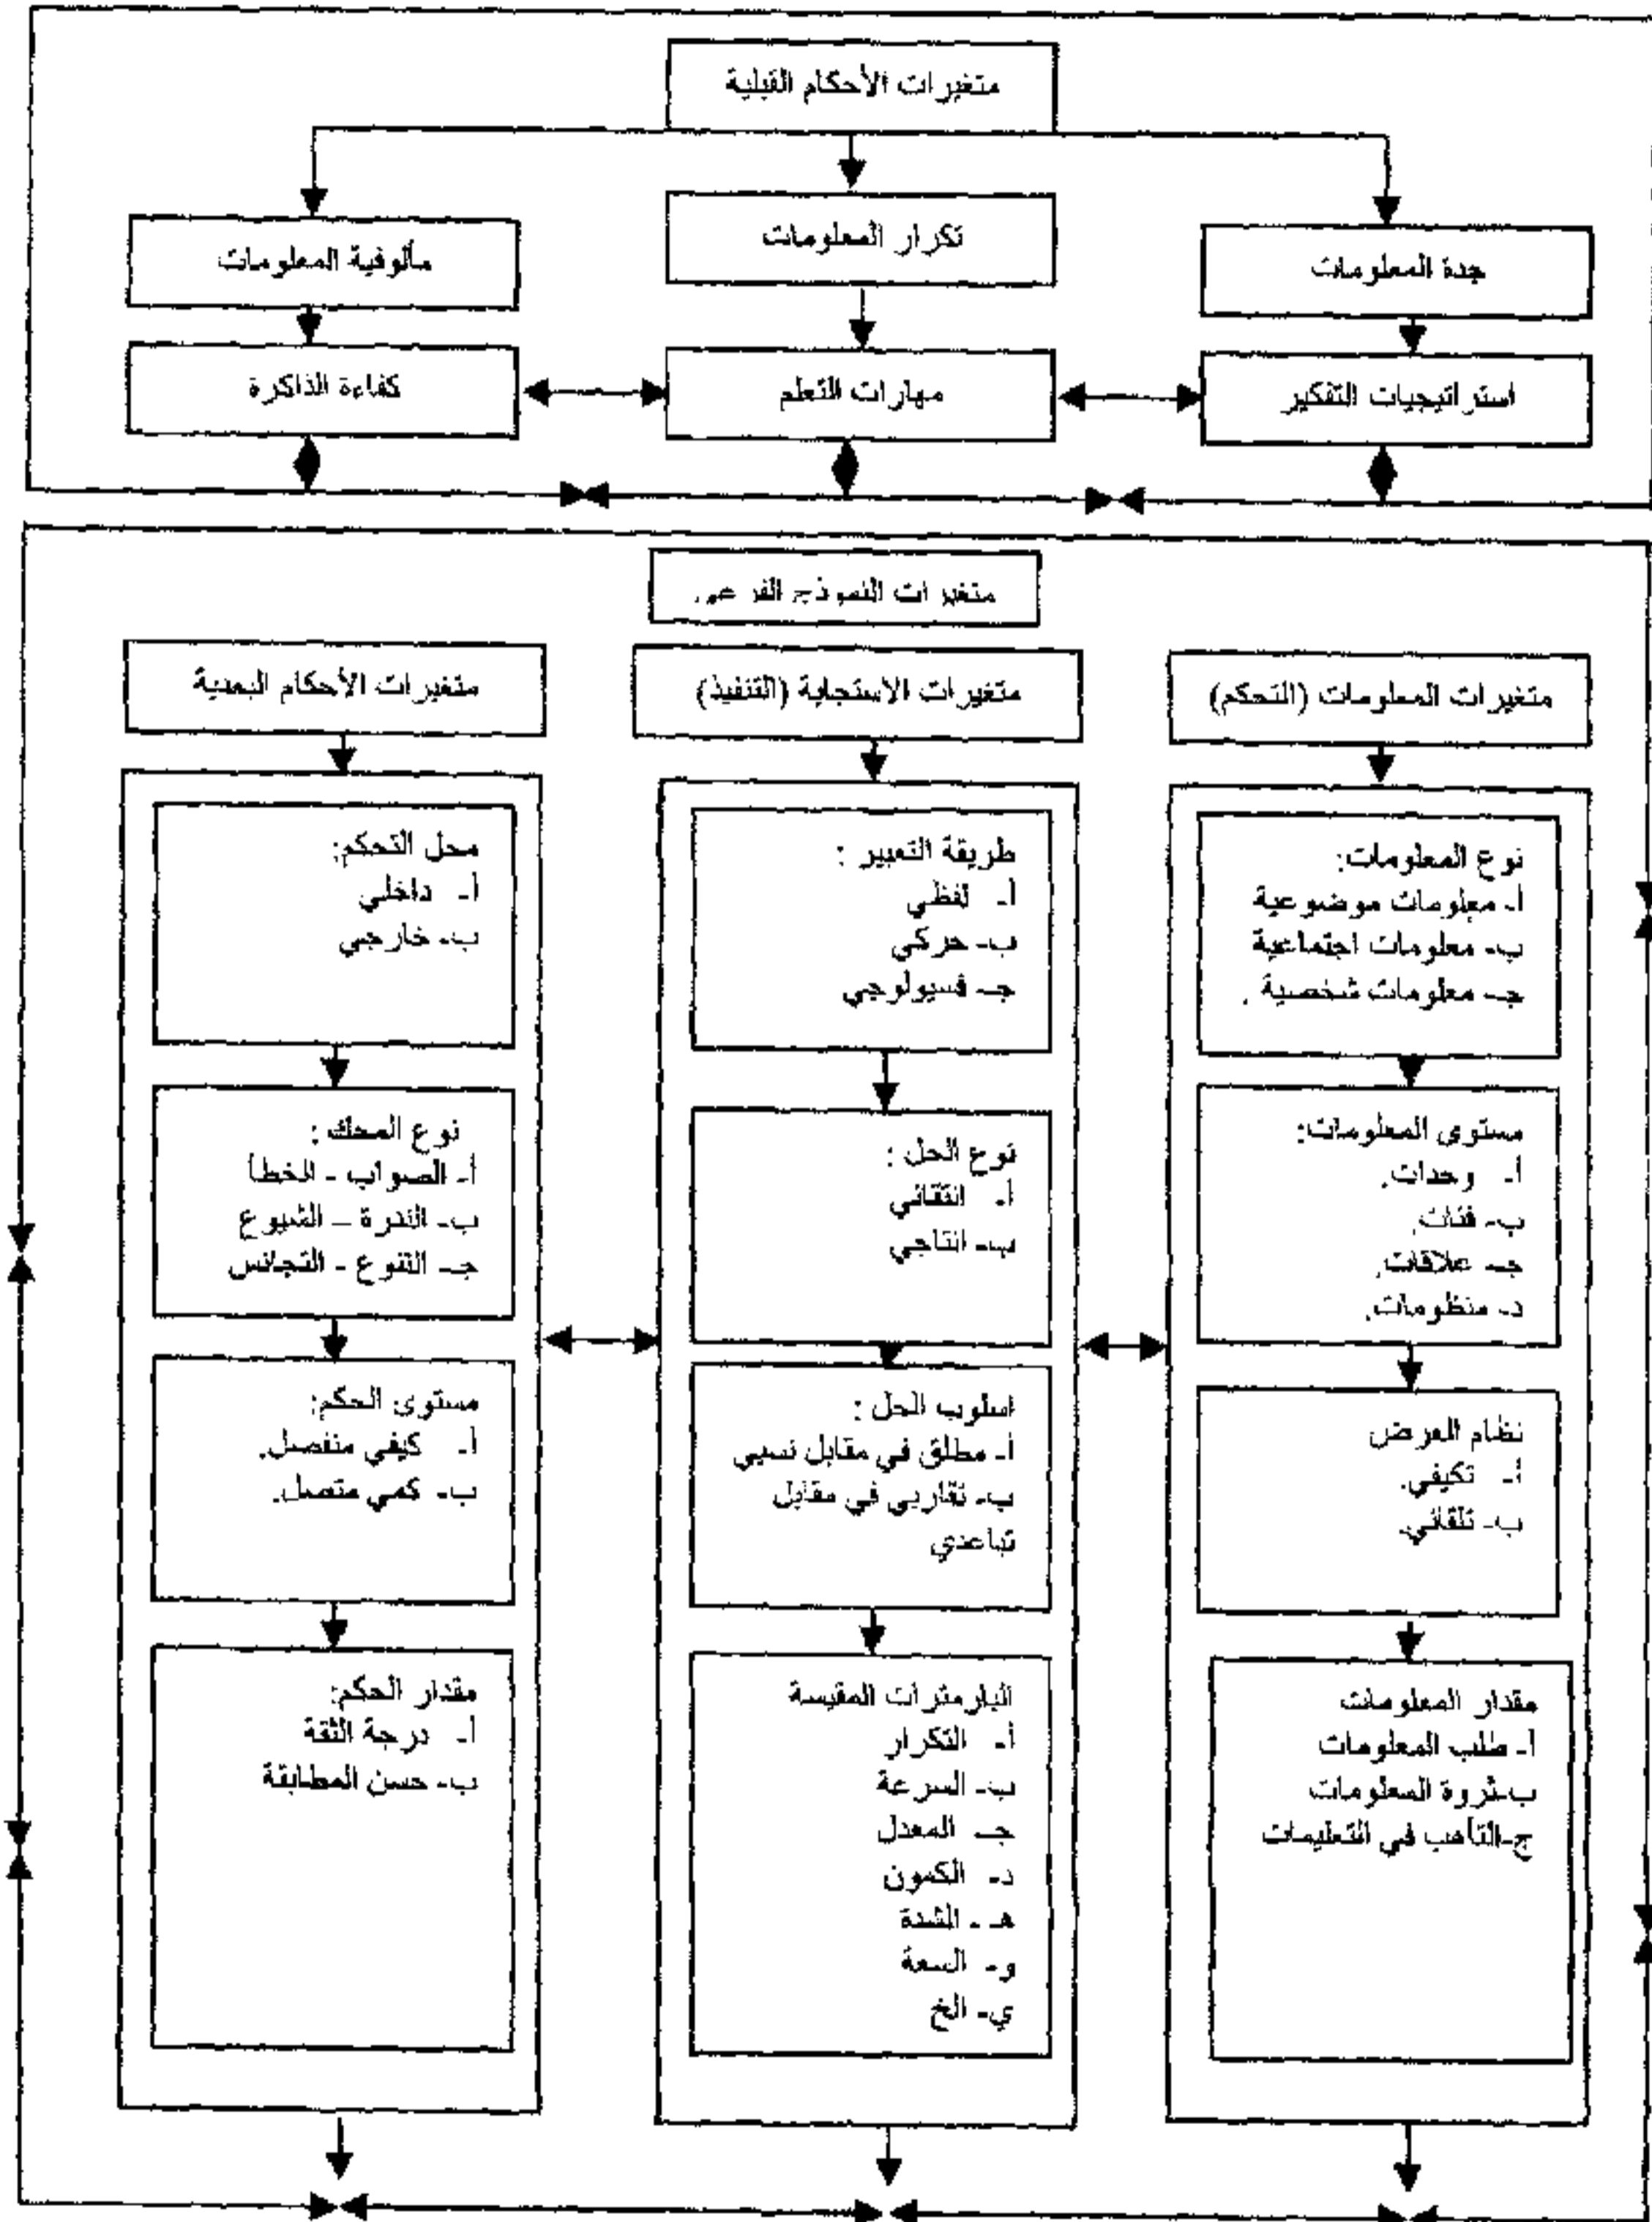 متغيرات الأحكام القبلية
جدة المعلومات
تكرار المعلومات
مألوفية المعلومات
استراتيجيات التفكير
مهارات التعلم
كفاءة الذاكرة
متغيرات النموذج الفرعي
متغيرات المعلومات (التحكم)
متغيرات الاستجابة (التنفيذ)
متغيرات الأحكام البعدية
نوع المعلومات:
أ- معلومات موضوعية
ب- معلومات اجتماعية
جـ- معلومات شخصية .
مستوى المعلومات:
أ- وحدات.
ب- فئات.
جـ- علاقات.
د- منظومات.
نظام العرض
أ- تكيفي.
ب- تلقائي.
مقدار المعلومات
أ- طلب المعلومات
ب-ثروة المعلومات
ج-التأهب في التعليمات
طريقة التعبير :
أ- لفظي
ب- حركي
جـ- فسيولوجي
نوع الحل :
أ- انتقائي
ب- انتاجي
اسلوب الحل :
أ- مطلق في مقابل نسبي
ب- تقاربي في مقابل
تباعدي
البارمترات المقيسة
أ- التكرار
ب- السرعة
جـ- المعدل
د- الكمون
هـ - الشدة
و- السعة
ي- الخ
محل التحكم:
أ- داخلي
ب- خارجي
نوع المحك :
أ- الصواب - الخطأ
ب- الندرة – الشيوع
جـ- التنوع - التجانس
مستوى الحكم:
أ- كيفي منفصل.
ب- كمي متصل.
مقدار الحكم:
أ- درجة الثقة
ب- حسن المطابقة